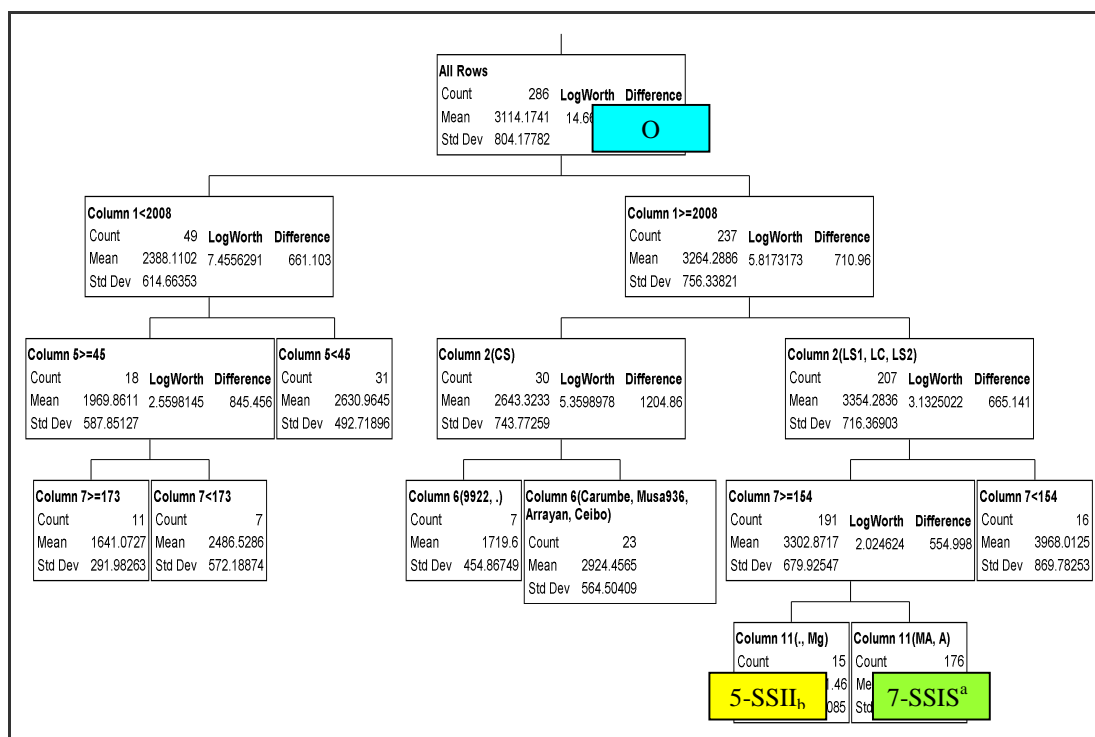 All Rows
Count 286 LogWorth Difference
Mean 3114.1741 14.66
Std Dev 804.17782
O
Column 1<2008
Count 49 LogWorth Difference
Mean 2388.1102 7.4556291 661.103
Std Dev 614.66353
Column 1>=2008
Count 237 LogWorth Difference
Mean 3264.2886 5.8173173 710.96
Std Dev 756.33821
Column 5>=45
Count 18 LogWorth Difference
Mean 1969.8611 2.5598145 845.456
Std Dev 587.85127
Column 5<45
Count 31
Mean 2630.9645
Std Dev 492.71896
Column 2(CS)
Count 30 LogWorth Difference
Mean 2643.3233 5.3598978 1204.86
Std Dev 743.77259
Column 2(LS1, LC, LS2)
Count 207 LogWorth Difference
Mean 3354.2836 3.1325022 665.141
Std Dev 716.36903
Column 7>=173
Count 11
Mean 1641.0727
Std Dev 291.98263
Column 7<173
Count 7
Mean 2486.5286
Std Dev 572.18874
Column 6(9922, .)
Count 7
Mean 1719.6
Std Dev 454.86749
Column 6(Carumbe, Musa936,
Arrayan, Ceibo)
Count 23
Mean 2924.4565
Std Dev 564.50409
Column 7>=154
Count 191 LogWorth Difference
Mean 3302.8717 2.024624 554.998
Std Dev 679.92547
Column 7<154
Count 16
Mean 3968.0125
Std Dev 869.78253
Column 11(., Mg)
Count 15
1.46
085
5-SSIIb
Column 11(MA, A)
Count 176
Me
Std
7-SSISa